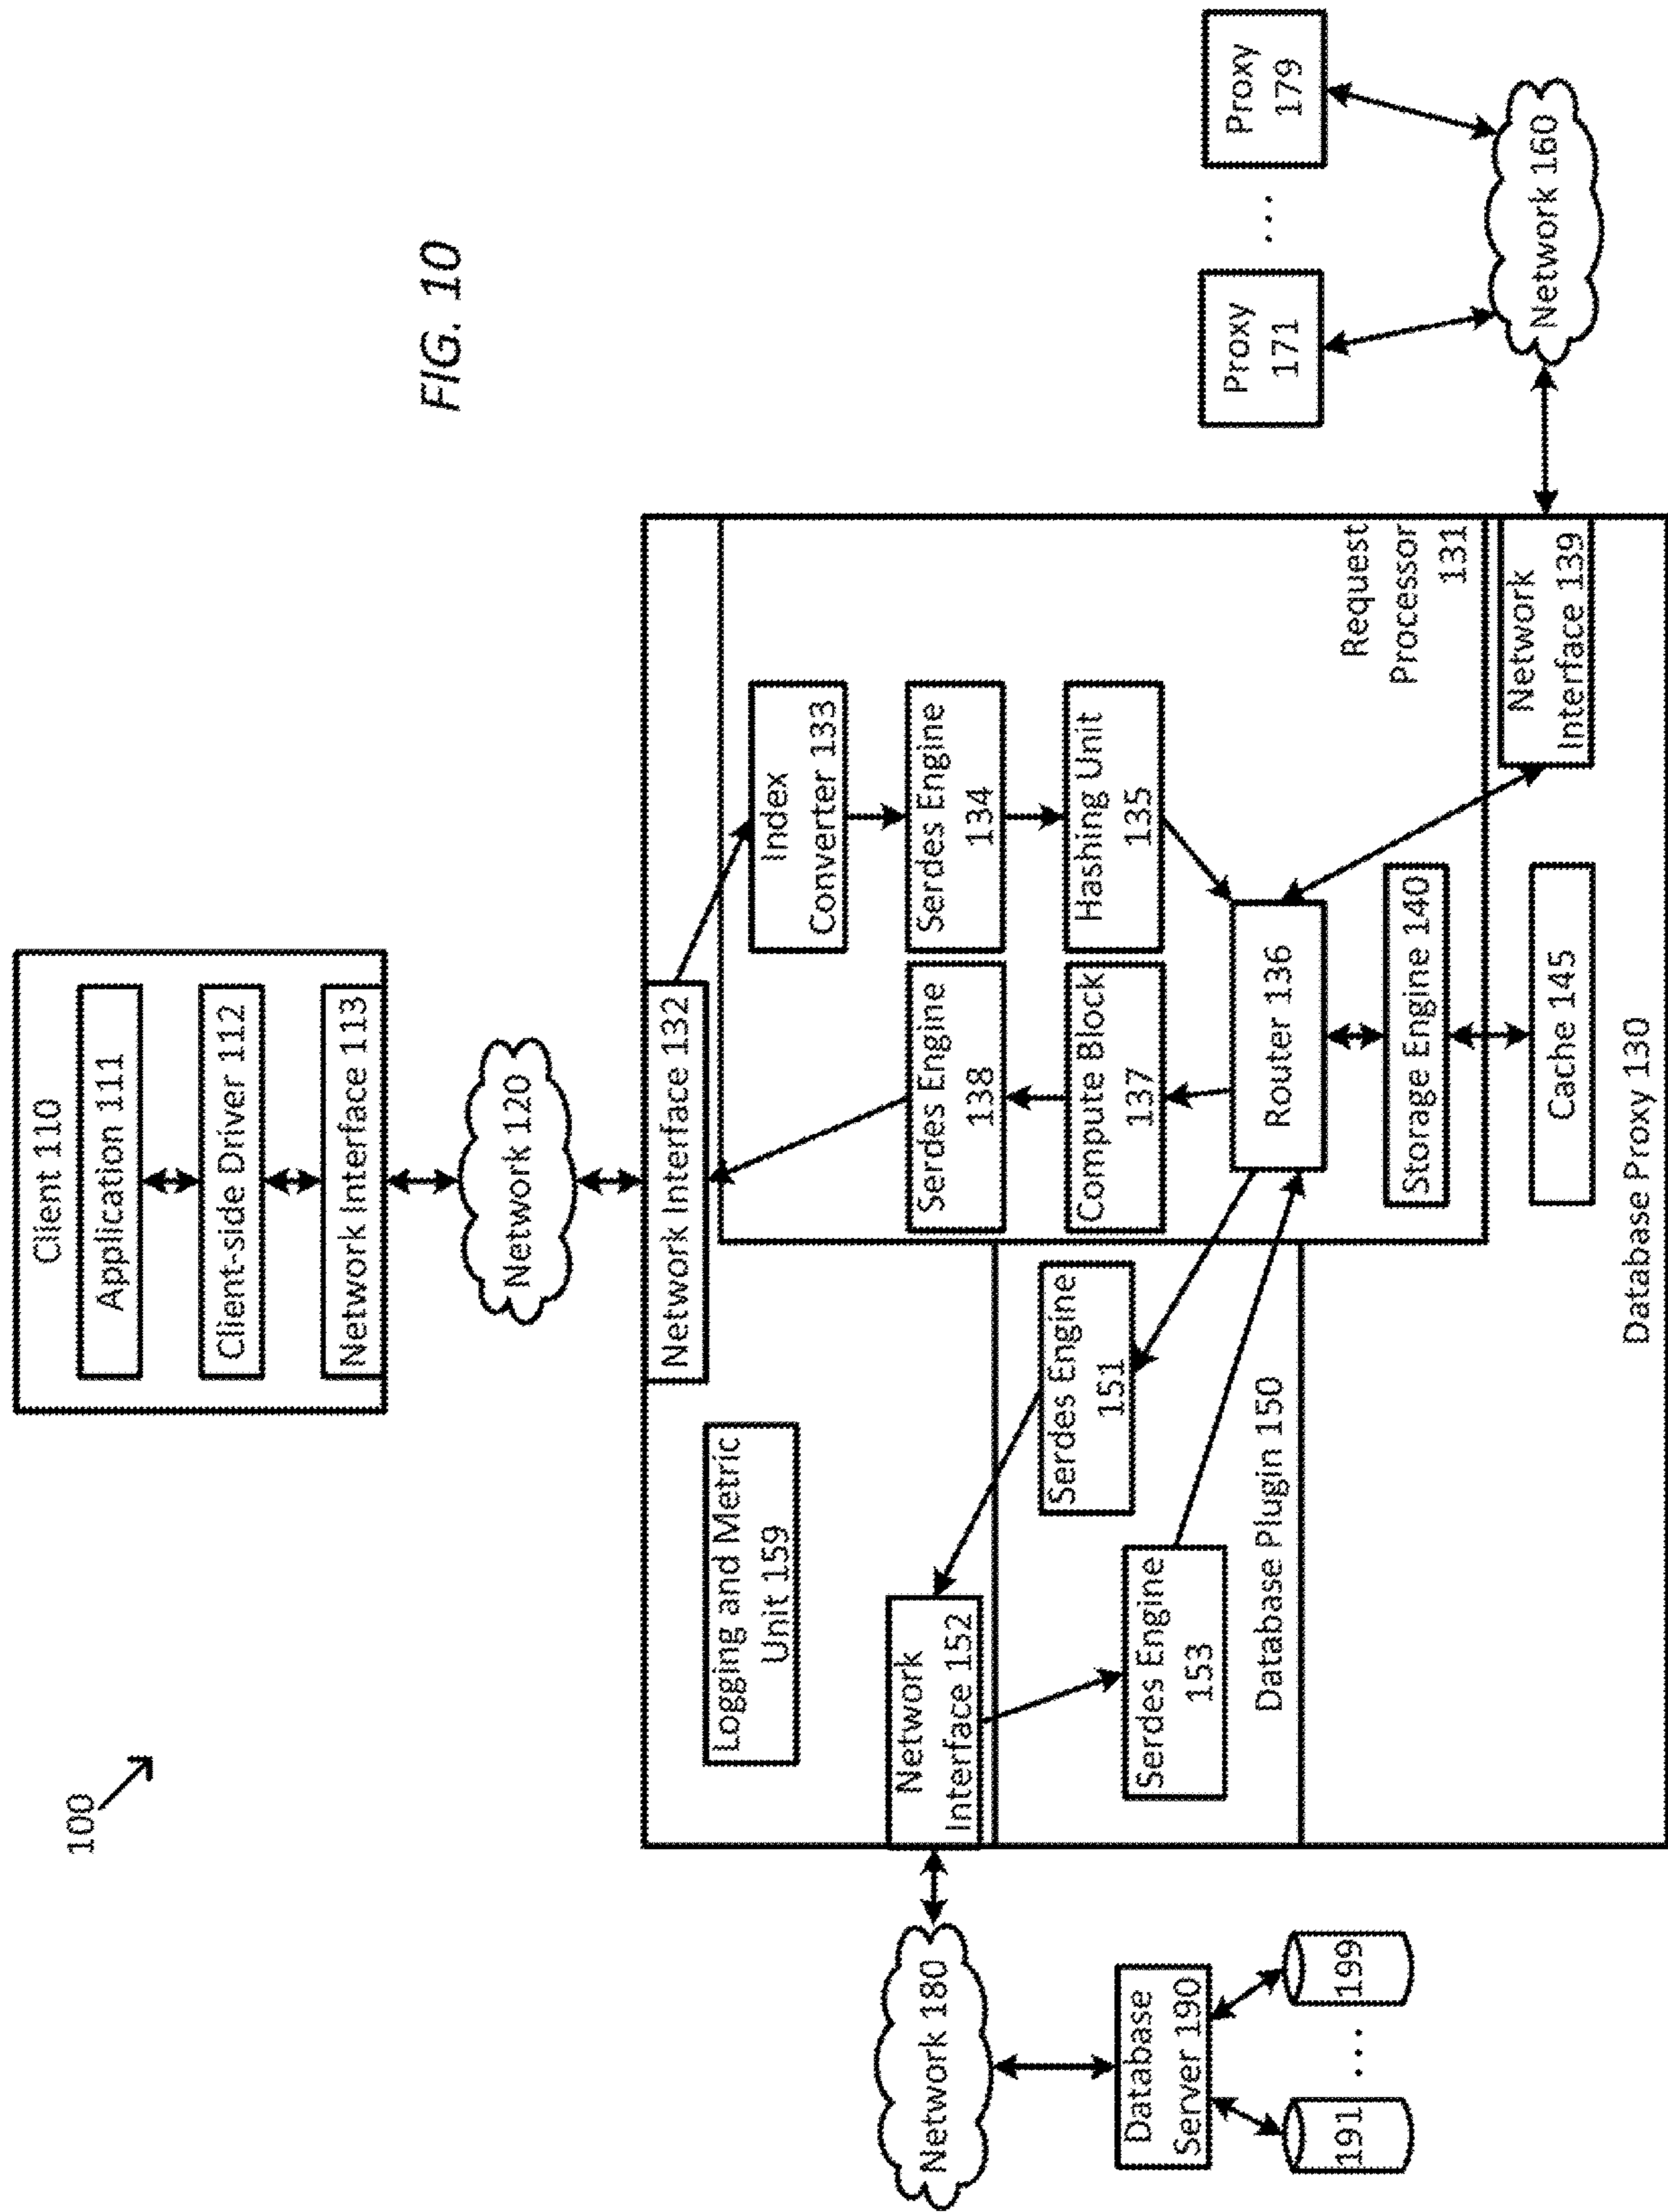 100
FIG. 10
Client 110
Application 111
Client-side Driver 112
Network Interface 113
Network 120
Network Interface 132
Logging and Metric
Unit 159
Index
Converter 133
Serdes Engine
138
Serdes Engine
134
Compute Block
137
Hashing Unit
135
Router 136
Storage Engine 140
Request
Processor
131
Network
Interface 152
Serdes Engine
151
Serdes Engine
153
Database Plugin 150
Cache 145
Network
Interface 139
Database Proxy 130
Network 180
Database
Server 190
191
...
199
Proxy
171
...
Proxy
179
Network 160